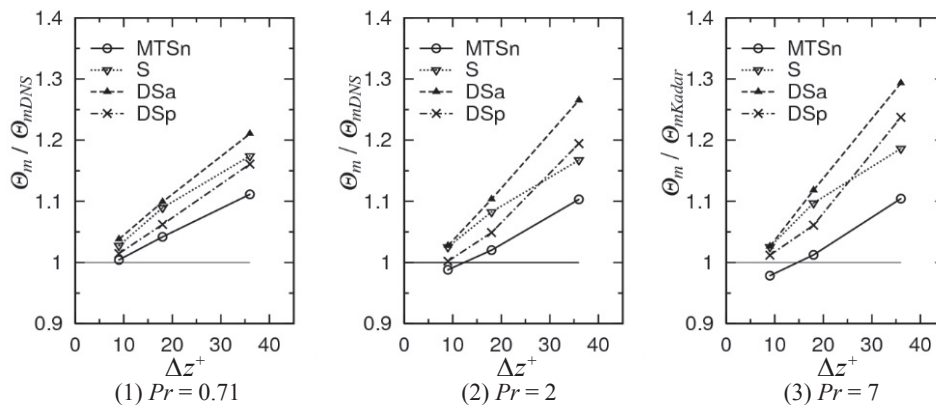 1.4
1.3
1.2
1.1
1
0.9
Θm / ΘmDNS
MTSn
S
DSa
DSp
0 10 20 30 40
Δz+
(1) Pr = 0.71
1.4
1.3
1.2
1.1
1
0.9
Θm / ΘmDNS
MTSn
S
DSa
DSp
0 10 20 30 40
Δz+
(2) Pr = 2
1.4
1.3
1.2
1.1
1
0.9
Θm / ΘmKadar
MTSn
S
DSa
DSp
0 10 20 30 40
Δz+
(3) Pr = 7